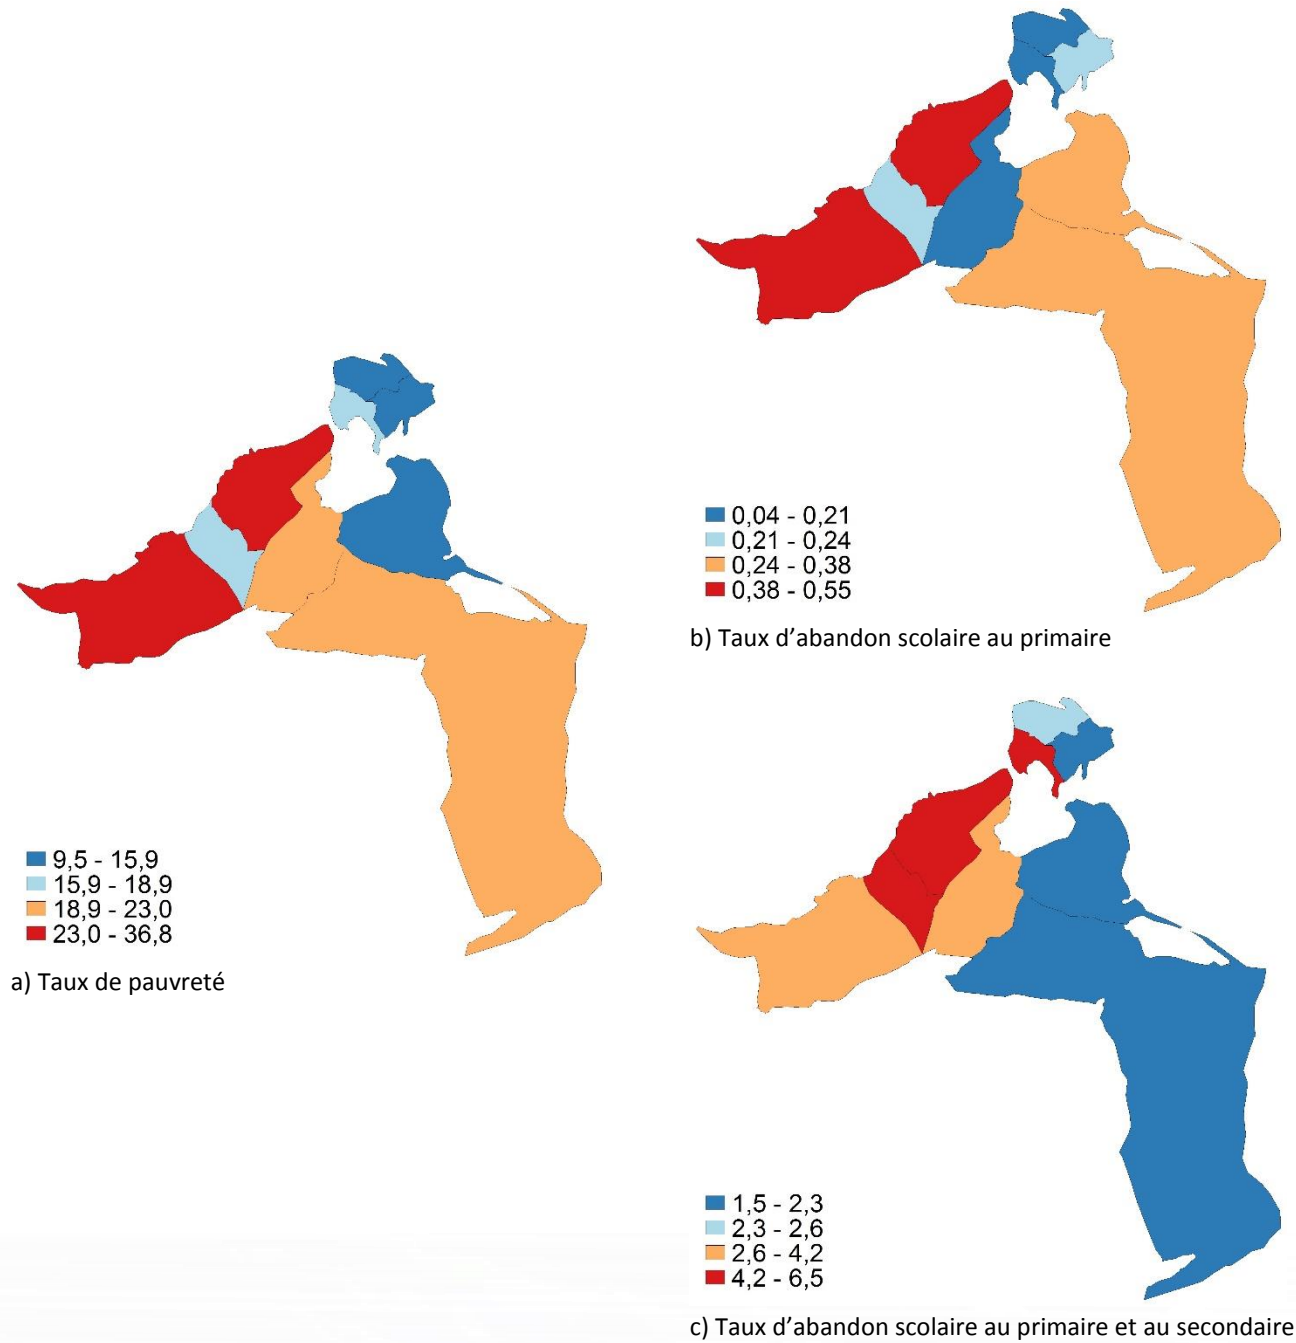 0,04 - 0,21
0,21 - 0,24
0,24 - 0,38
0,38 - 0,55
b) Taux d’abandon scolaire au primaire
9,5 - 15,9
15,9 - 18,9
18,9 - 23,0
23,0 - 36,8
a) Taux de pauvreté
1,5 - 2,3
2,3 - 2,6
2,6 - 4,2
4,2 - 6,5
c) Taux d’abandon scolaire au primaire et au secondaire